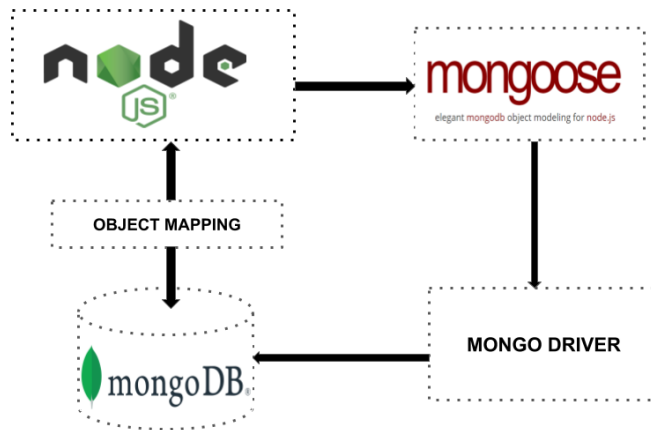 node
JS®
mongoose
elegant mongodb object modeling for node.js
OBJECT MAPPING
MONGO DRIVER
mongoDB®